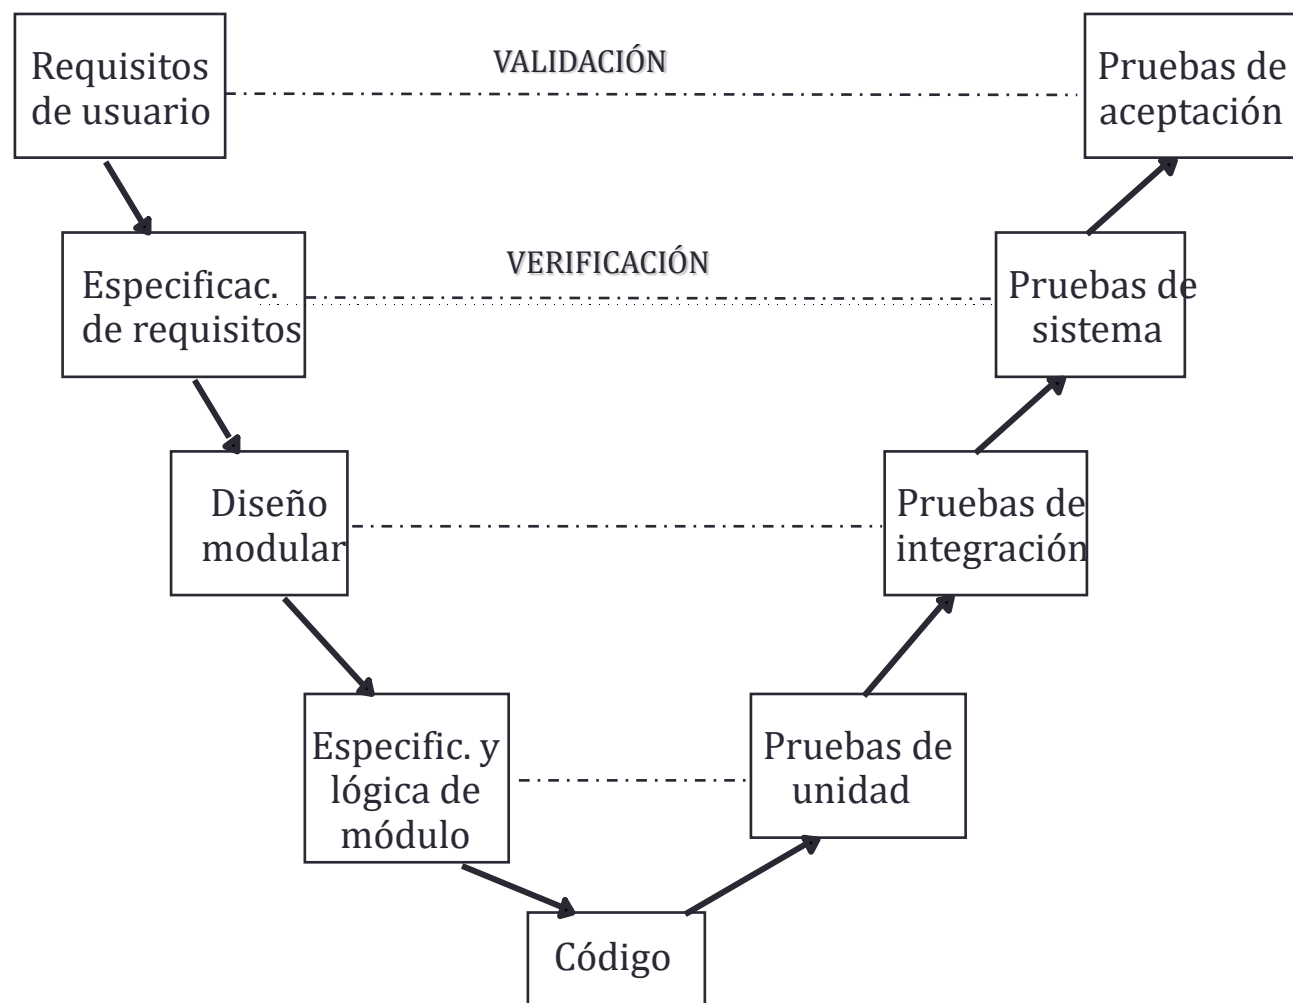 Requisitos
de usuario
VALIDACIÓN
Pruebas de
aceptación
Especificac.
de requisitos
VERIFICACIÓN
Pruebas de
sistema
Diseño
modular
Pruebas de
integración
Especific. y
lógica de
módulo
Pruebas de
unidad
Código